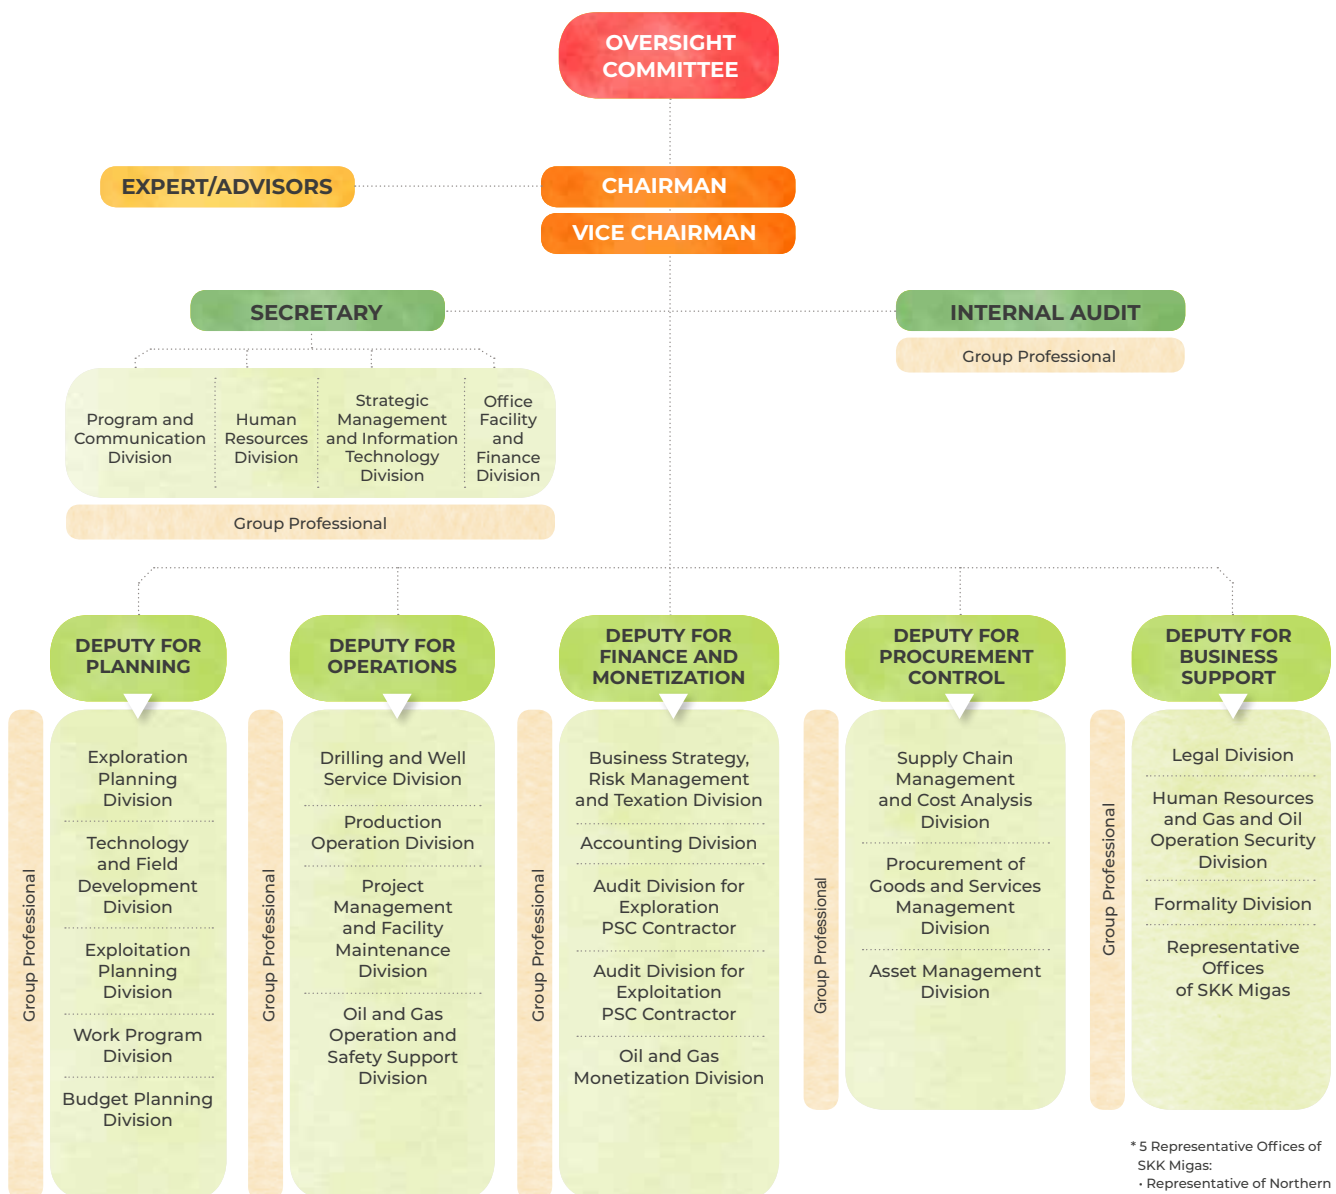 OVERSIGHT
COMMITTEE
EXPERT/ADVISORS
CHAIRMAN
VICE CHAIRMAN
SECRETARY
INTERNAL AUDIT
Group Professional
Program and
Communication
Division
Human
Resources
Division
Strategic
Management
and Information
Technology
Division
Office
Facility
and
Finance
Division
Group Professional
DEPUTY FOR
PLANNING
Group Professional
Exploration
Planning
Division
Technology
and Field
Development
Division
Exploitation
Planning
Division
Work Program
Division
Budget Planning
Division
DEPUTY FOR
OPERATIONS
Group Professional
Drilling and Well
Service Division
Production
Operation Division
Project
Management
and Facility
Maintenance
Division
Oil and Gas
Operation and
Safety Support
Division
DEPUTY FOR
FINANCE AND
MONETIZATION
Group Professional
Business Strategy,
Risk Management
and Texation Division
Accounting Division
Audit Division for
Exploration
PSC Contractor
Audit Division for
Exploitation
PSC Contractor
Oil and Gas
Monetization Division
DEPUTY FOR
PROCUREMENT
CONTROL
Group Professional
Supply Chain
Management
and Cost Analysis
Division
Procurement of
Goods and Services
Management
Division
Asset Management
Division
DEPUTY FOR
BUSINESS
SUPPORT
Group Professional
Legal Division
Human Resources
and Gas and Oil
Operation Security
Division
Formality Division
Representative
Offices
of SKK Migas
* 5 Representative Offices of
SKK Migas:
• Representative of Northern